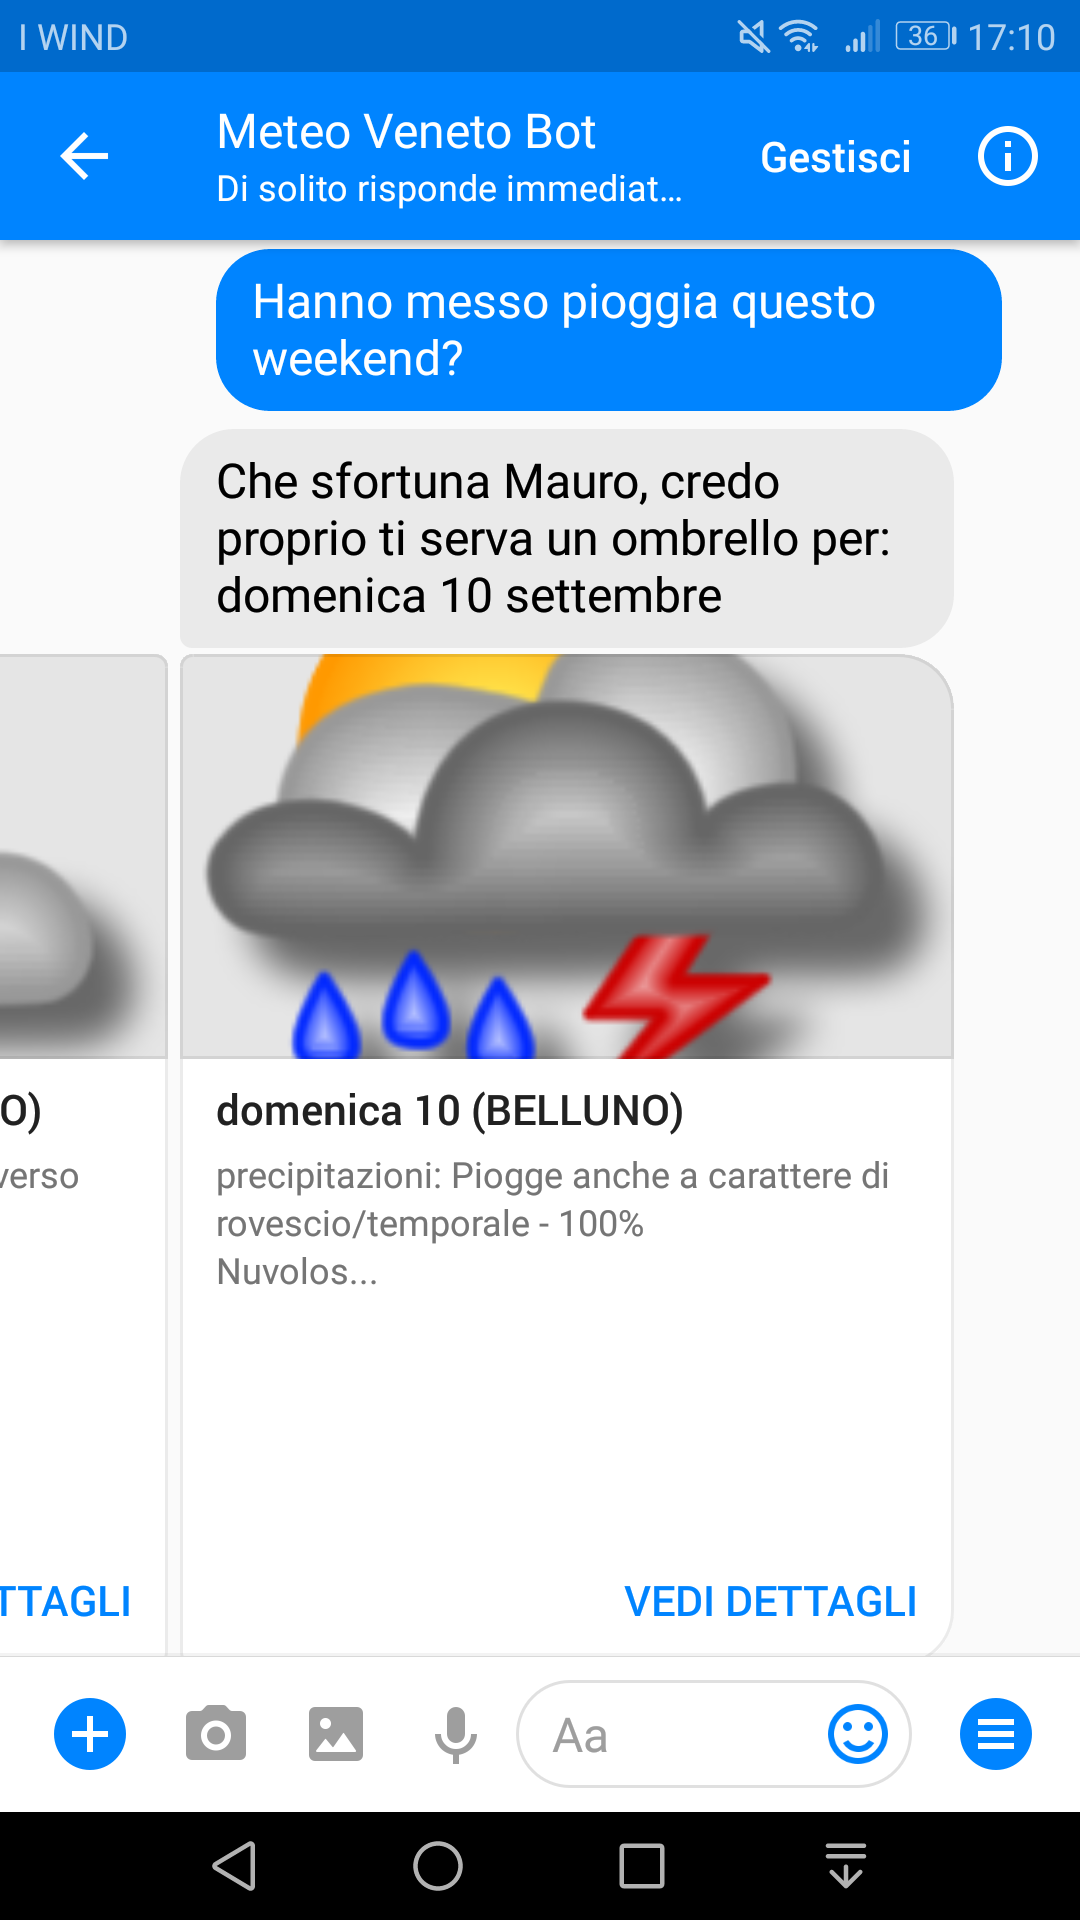 I WIND
36
17:10
Meteo Veneto Bot
Di solito risponde immediat...
Gestisci
Hanno messo pioggia questo
weekend?
Che sfortuna Mauro, credo
proprio ti serva un ombrello per:
domenica 10 settembre
O)
verso
TTAGLI
domenica 10 (BELLUNO)
precipitazioni: Piogge anche a carattere di
rovescio/temporale - 100%
Nuvolos...
VEDI DETTAGLI
Aa